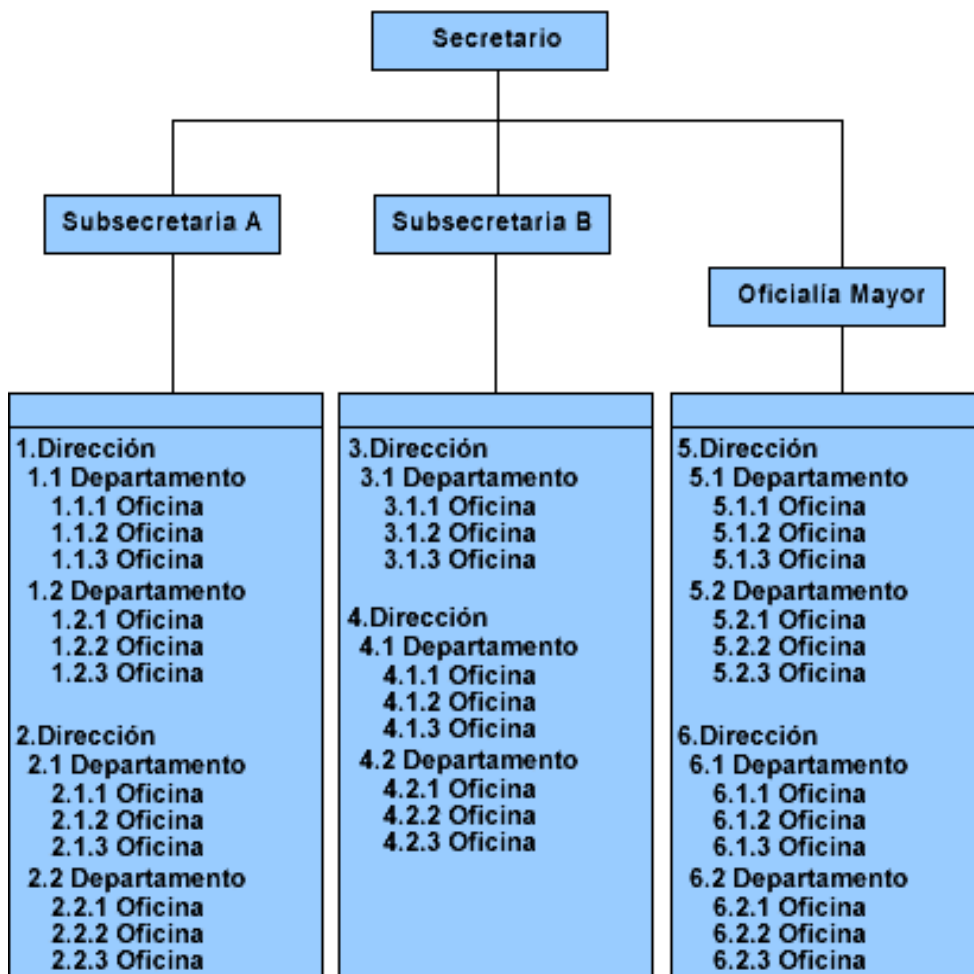 Secretario
Subsecretaria A
Subsecretaria B
Oficialía Mayor
1.Dirección
1.1 Departamento
1.1.1 Oficina
1.1.2 Oficina
1.1.3 Oficina
1.2 Departamento
1.2.1 Oficina
1.2.2 Oficina
1.2.3 Oficina
2.Dirección
2.1 Departamento
2.1.1 Oficina
2.1.2 Oficina
2.1.3 Oficina
2.2 Departamento
2.2.1 Oficina
2.2.2 Oficina
2.2.3 Oficina
3.Dirección
3.1 Departamento
3.1.1 Oficina
3.1.2 Oficina
3.1.3 Oficina
4.Dirección
4.1 Departamento
4.1.1 Oficina
4.1.2 Oficina
4.1.3 Oficina
4.2 Departamento
4.2.1 Oficina
4.2.2 Oficina
4.2.3 Oficina
5.Dirección
5.1 Departamento
5.1.1 Oficina
5.1.2 Oficina
5.1.3 Oficina
5.2 Departamento
5.2.1 Oficina
5.2.2 Oficina
5.2.3 Oficina
6.Dirección
6.1 Departamento
6.1.1 Oficina
6.1.2 Oficina
6.1.3 Oficina
6.2 Departamento
6.2.1 Oficina
6.2.2 Oficina
6.2.3 Oficina